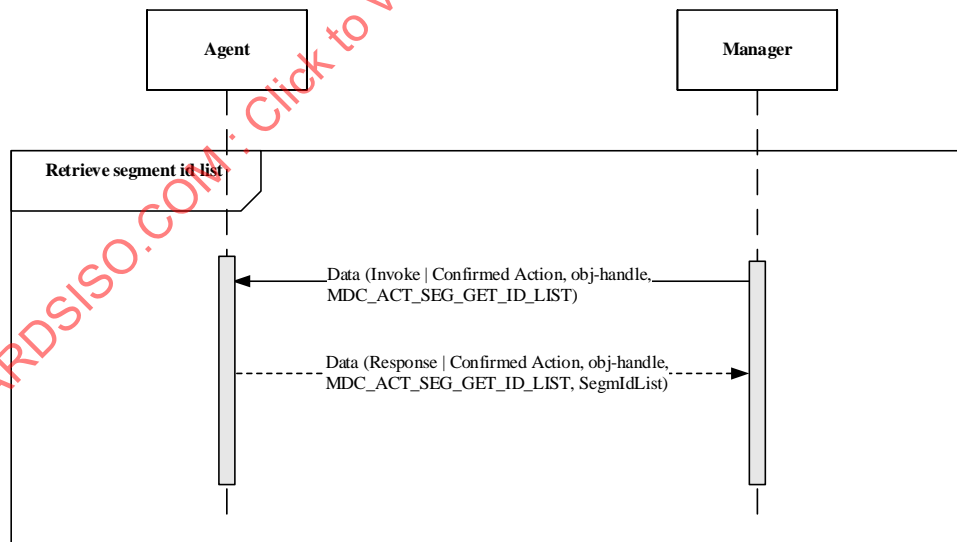 Agent
Manager
Retrieve segment id list
Data (Invoke | Confirmed Action, obj-handle,
MDC_ACT_SEG_GET_ID_LIST)
Data (Response | Confirmed Action, obj-handle,
MDC_ACT_SEG_GET_ID_LIST, SegmIdList)
ARDSISO.COM: Click to